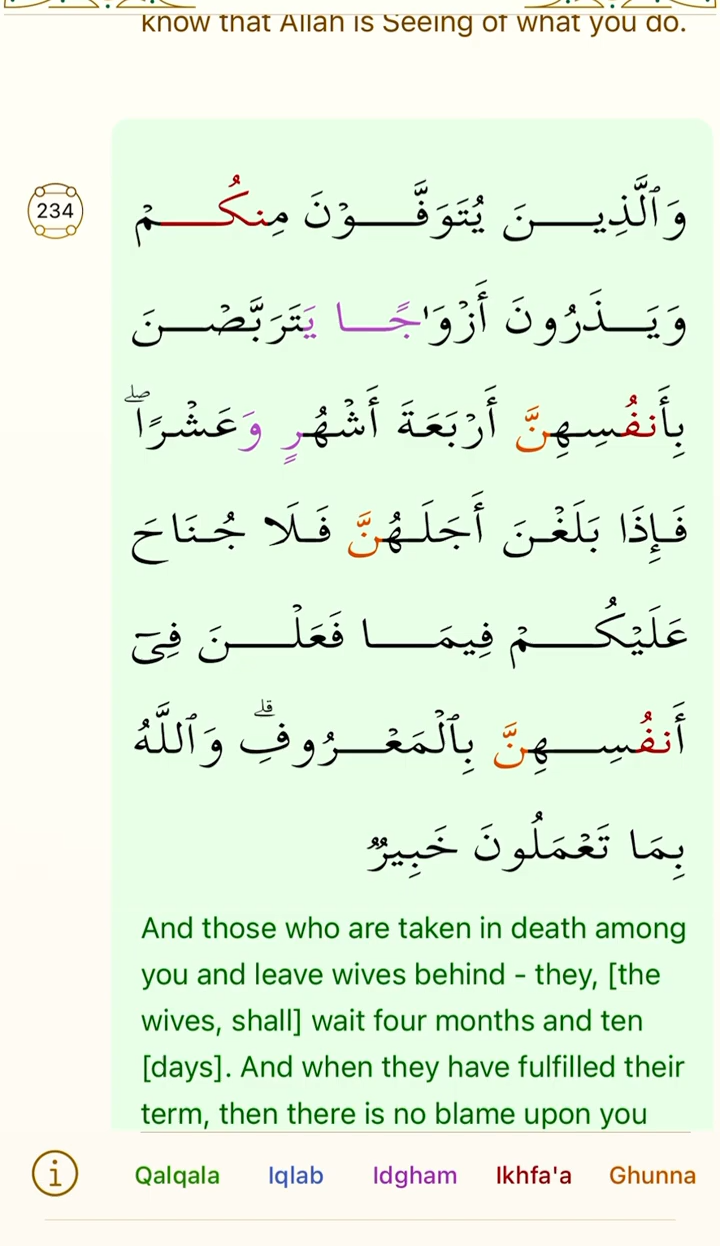 know that Allah is Seeing of what you do.
234
وَٱلَّذِينَ يُتَوَفَّوْنَ مِنكُمْ
وَيَذَرُونَ أَزْوَٰجًا يَتَرَبَّصْنَ
بِأَنفُسِهِنَّ أَرْبَعَةَ أَشْهُرٍ وَعَشْرًا ۖ
فَإِذَا بَلَغْنَ أَجَلَهُنَّ فَلَا جُنَاحَ
عَلَيْكُمْ فِيمَا فَعَلْنَ فِىٓ
أَنفُسِهِنَّ بِٱلْمَعْرُوفِ ۗ وَٱللَّهُ
بِمَا تَعْمَلُونَ خَبِيرٌ
And those who are taken in death among
you and leave wives behind - they, [the
wives, shall] wait four months and ten
[days]. And when they have fulfilled their
term, then there is no blame upon you
i Qalqala Iqlab Idgham Ikhfa'a Ghunna